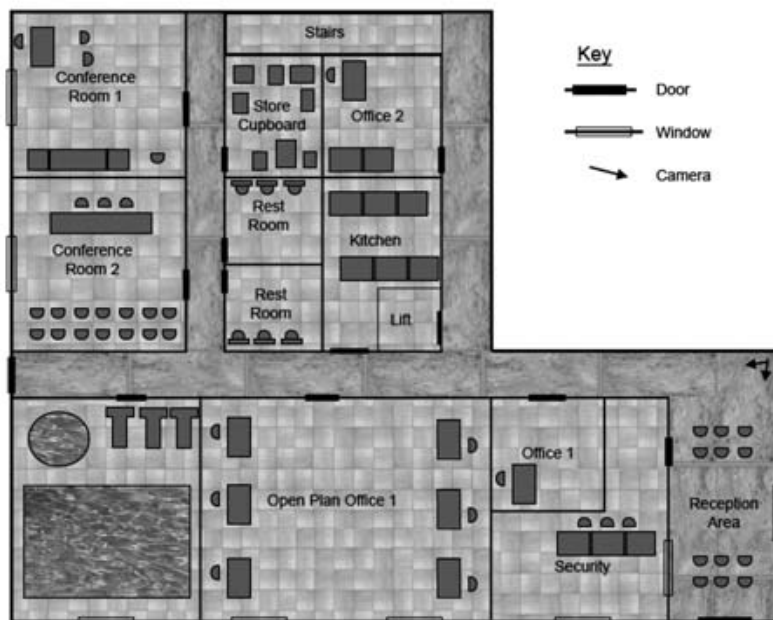 Stairs
Key
Conference
Room 1
Door
Store
Cupboard
Office 2
Window
Camera
Rest
Room
Kitchen
Conference
Room 2
Rest
Room
Lift
Office 1
Open Plan Office 1
Reception
Area
Security